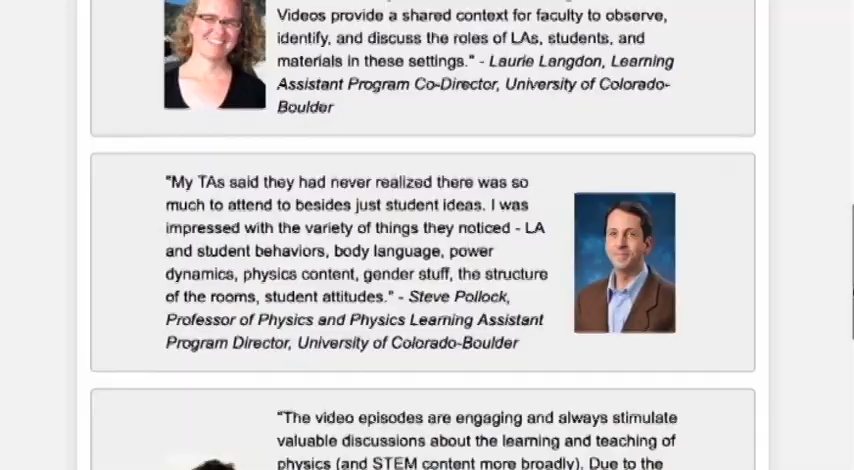 Videos provide a shared context for faculty to observe,
identify, and discuss the roles of LAs, students, and
materials in these settings." - Laurie Langdon, Learning
Assistant Program Co-Director, University of Colorado-
Boulder
"My TAs said they had never realized there was so
much to attend to besides just student ideas. I was
impressed with the variety of things they noticed - LA
and student behaviors, body language, power
dynamics, physics content, gender stuff, the structure
of the rooms, student attitudes." - Steve Pollock,
Professor of Physics and Physics Learning Assistant
Program Director, University of Colorado-Boulder
"The video episodes are engaging and always stimulate
valuable discussions about the learning and teaching of
physics (and STEM content more broadly). Due to the